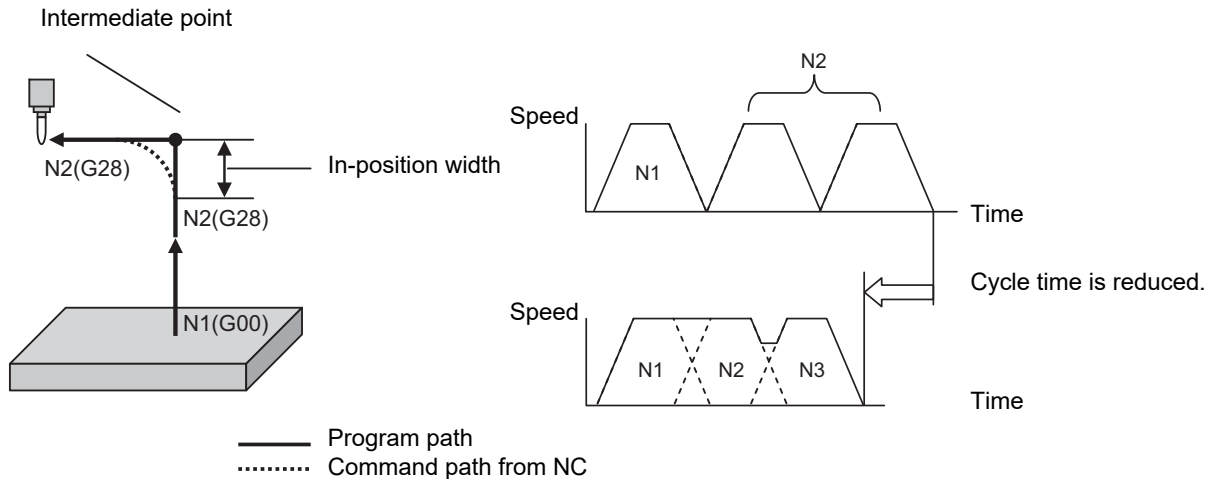 Intermediate point
N2(G28)
In-position width
N2(G28)
N1(G00)
N2
Speed
N1
Time
Cycle time is reduced.
Speed
N1
N2
N3
Time
Program path
Command path from NC